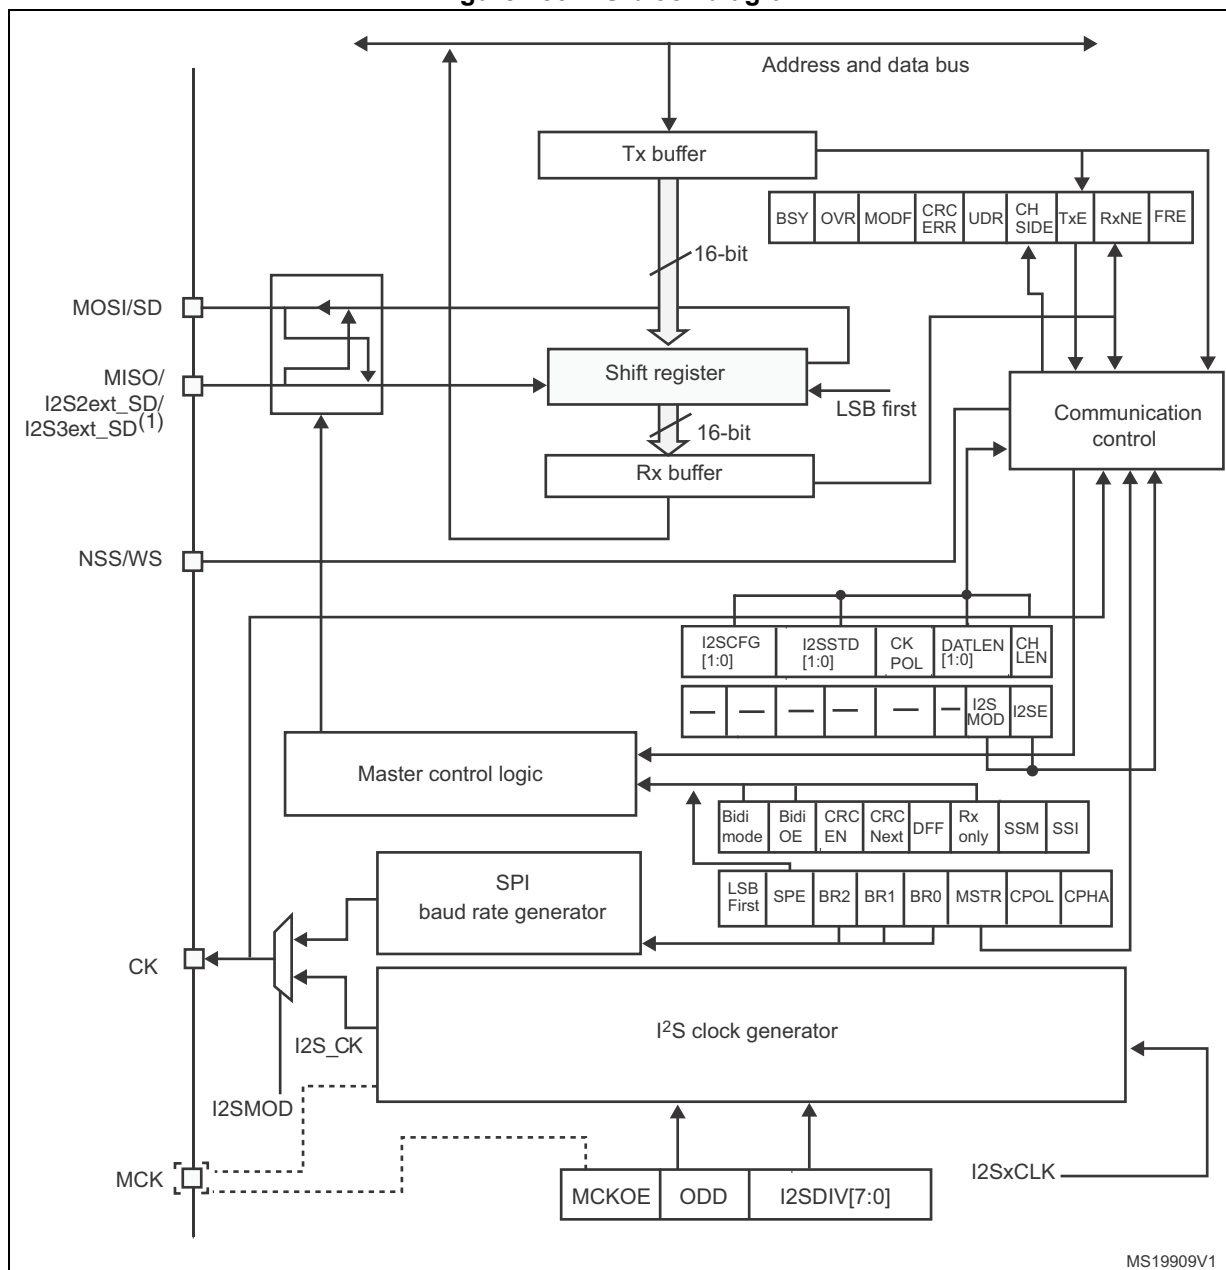 Address and data bus
Tx buffer
BSY OVR MODF CRC ERR UDR CH SIDE TxE RxNE FRE
16-bit
MOSI/SD
Shift register
MISO/
I2S2ext_SD/
I2S3ext_SD(1)
LSB first
Communication
control
16-bit
Rx buffer
NSS/WS
I2SCFG [1:0] I2SSTD [1:0] CK POL DATLEN [1:0] CH LEN
I2S MOD I2SE
Master control logic
Bidi mode Bidi OE CRC EN CRC Next DFF Rx only SSM SSI
LSB First SPE BR2 BR1 BR0 MSTR CPOL CPHA
SPI
baud rate generator
CK
I2S clock generator
I2S_CK
I2SMOD
MCK
I2SxCLK
MCKOE ODD I2SDIV[7:0]
MS19909V1